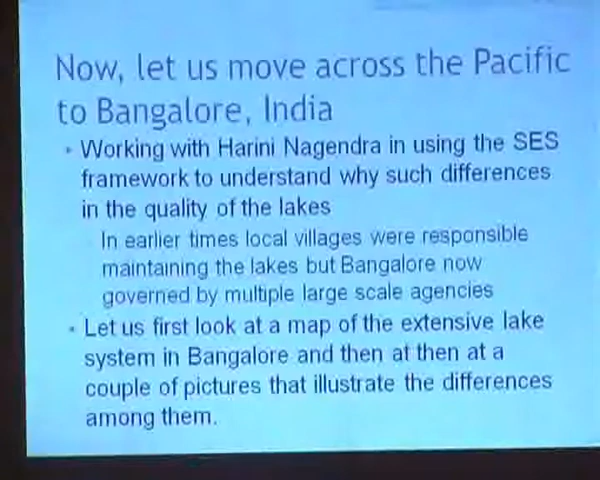 Now, let us move across the Pacific
to Bangalore, India
• Working with Harini Nagendra in using the SES
framework to understand why such differences
in the quality of the lakes
In earlier times local villages were responsible
maintaining the lakes but Bangalore now
governed by multiple large scale agencies
• Let us first look at a map of the extensive lake
system in Bangalore and then at then at a
couple of pictures that illustrate the differences
among them.